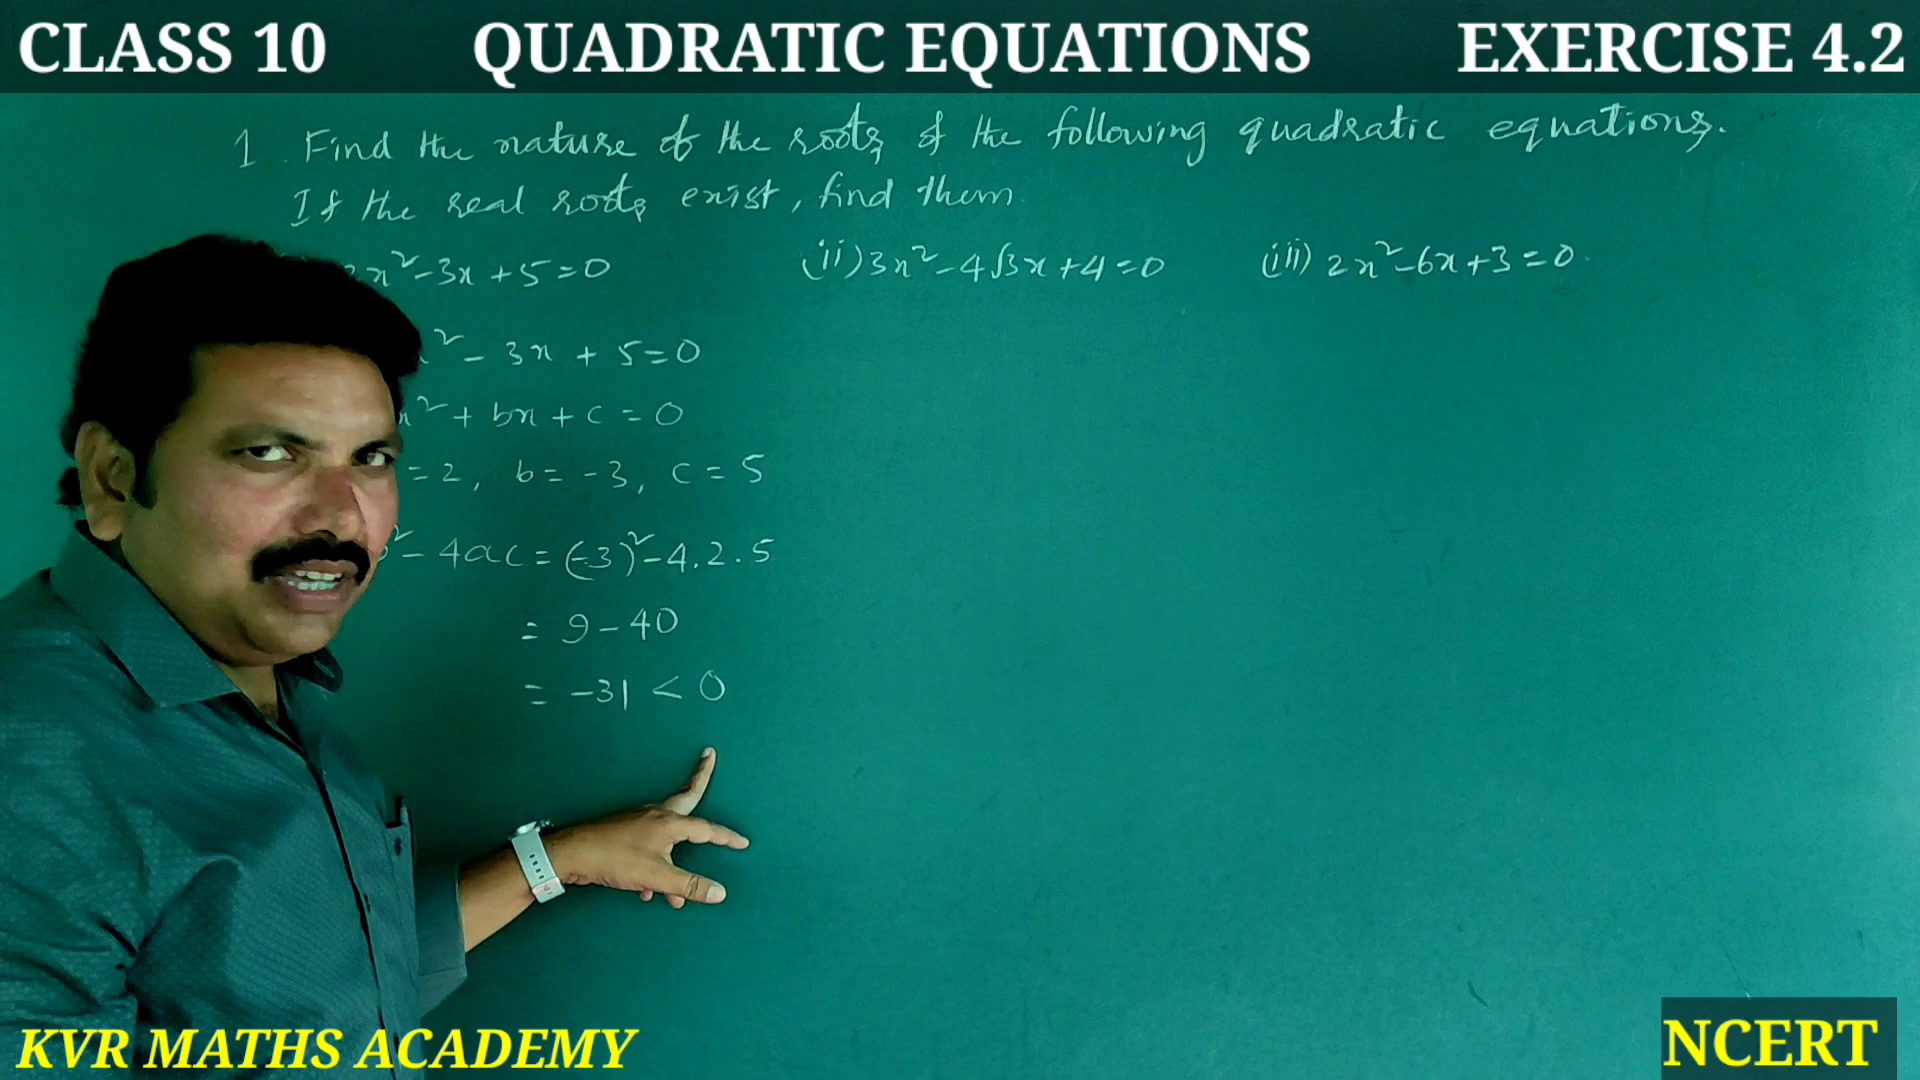 CLASS 10 QUADRATIC EQUATIONS EXERCISE 4.2
1. Find the nature of the roots of the following quadratic equations.
If the real roots exist, find them.
2x²-3x+5=0 (ii) 3x²-4√3x+4=0 (iii) 2x²-6x+3=0.
x² - 3x + 5=0
x² + bx + c = 0
=2, b= -3, c = 5
b² - 4ac = (-3)² - 4.2.5
= 9-40
= -31 < 0
KVR MATHS ACADEMY
NCERT